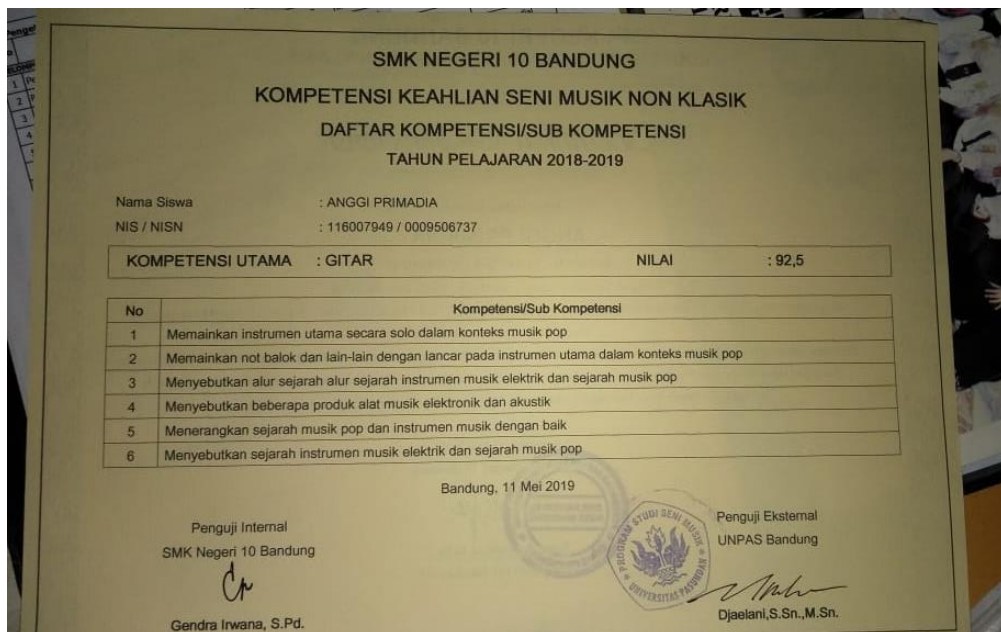 SMK NEGERI 10 BANDUNG
KOMPETENSI KEAHLIAN SENI MUSIK NON KLASIK
DAFTAR KOMPETENSI/SUB KOMPETENSI
TAHUN PELAJARAN 2018-2019
Nama Siswa : ANGGI PRIMADIA
NIS / NISN : 116007949 / 0009506737
KOMPETENSI UTAMA : GITAR NILAI : 92,5
No Kompetensi/Sub Kompetensi
1 Memainkan instrumen utama secara solo dalam konteks musik pop
2 Memainkan not balok dan lain-lain dengan lancar pada instrumen utama dalam konteks musik pop
3 Menyebutkan alur sejarah alur sejarah instrumen musik elektrik dan sejarah musik pop
4 Menyebutkan beberapa produk alat musik elektronik dan akustik
5 Menerangkan sejarah musik pop dan instrumen musik dengan baik
6 Menyebutkan sejarah instrumen musik elektrik dan sejarah musik pop
Bandung, 11 Mei 2019
Penguji Internal
SMK Negeri 10 Bandung
Gendra Irwana, S.Pd.
PROGRAM STUDI SENI MUSIK
UNIVERSITAS PASUNDAN
Penguji Eksternal
UNPAS Bandung
Djaelani,S.Sn.,M.Sn.